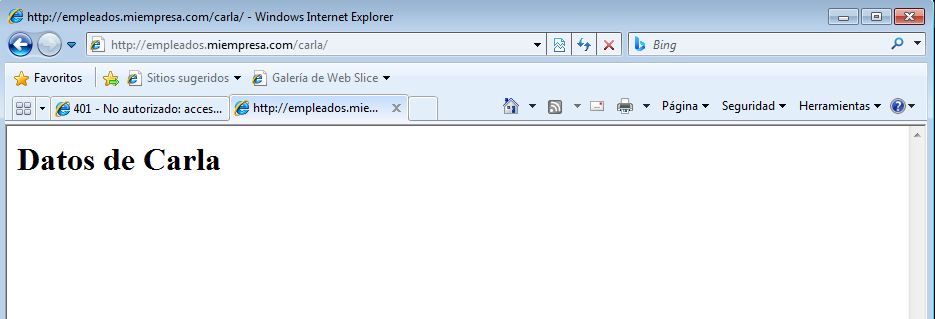 http://empleados.miempresa.com/carla/ - Windows Internet Explorer
http://empleados.miempresa.com/carla/
Bing
Favoritos
Sitios sugeridos
Galería de Web Slice
401 - No autorizado: acces...
http://empleados.mie...
Página
Seguridad
Herramientas
Datos de Carla